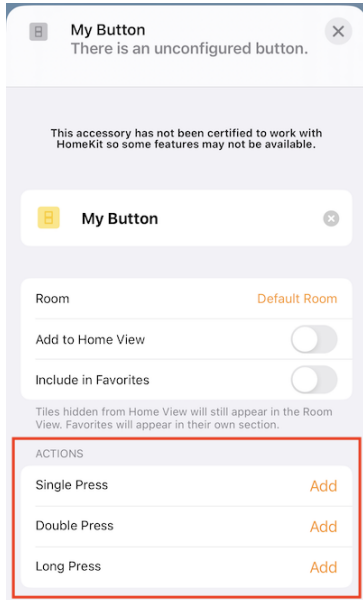 My Button
There is an unconfigured button.
This accessory has not been certified to work with
HomeKit so some features may not be available.
My Button
Room Default Room
Add to Home View
Include in Favorites
Tiles hidden from Home View will still appear in the Room
View. Favorites will appear in their own section.
ACTIONS
Single Press Add
Double Press Add
Long Press Add